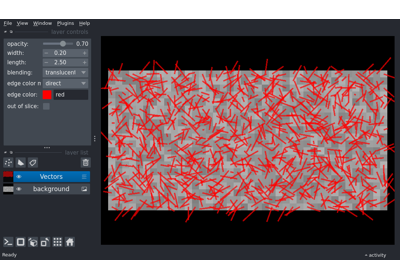 File View Window Plugins Help
layer controls
opacity: 0.70
width: 0.20
length: 2.50
blending: translucent
edge color m direct
edge color: red
out of slice:
layer list
Vectors
background
Ready
activity